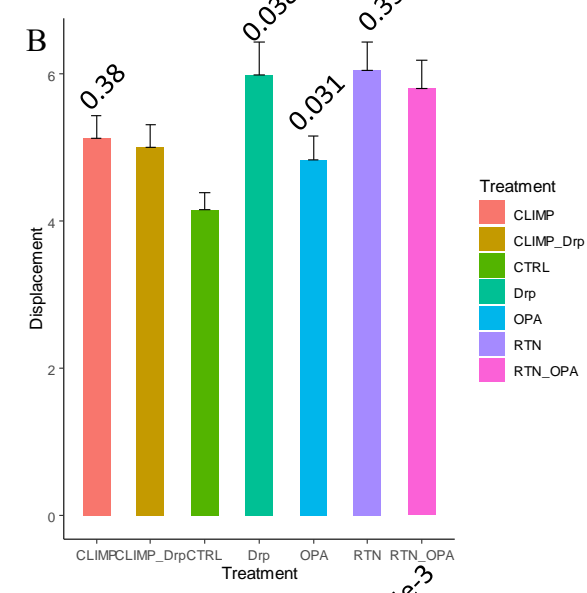 B
0.38
0.031
6
4
2
0
Displacement
CLIMP CLIMP_Drp CTRL Drp OPA RTN RTN_OPA
Treatment
Treatment
CLIMP
CLIMP_Drp
CTRL
Drp
OPA
RTN
RTN_OPA